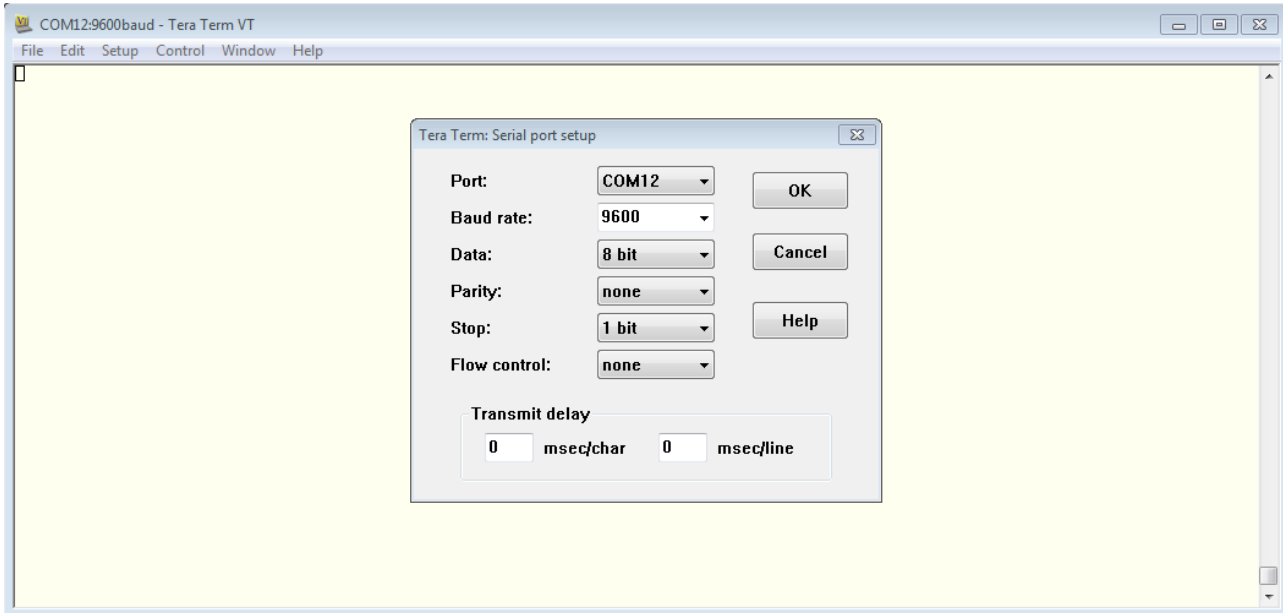 COM12:9600baud - Tera Term VT
File Edit Setup Control Window Help
Tera Term: Serial port setup
Port: COM12 OK
Baud rate: 9600
Data: 8 bit Cancel
Parity: none
Stop: 1 bit Help
Flow control: none
Transmit delay
0 msec/char 0 msec/line